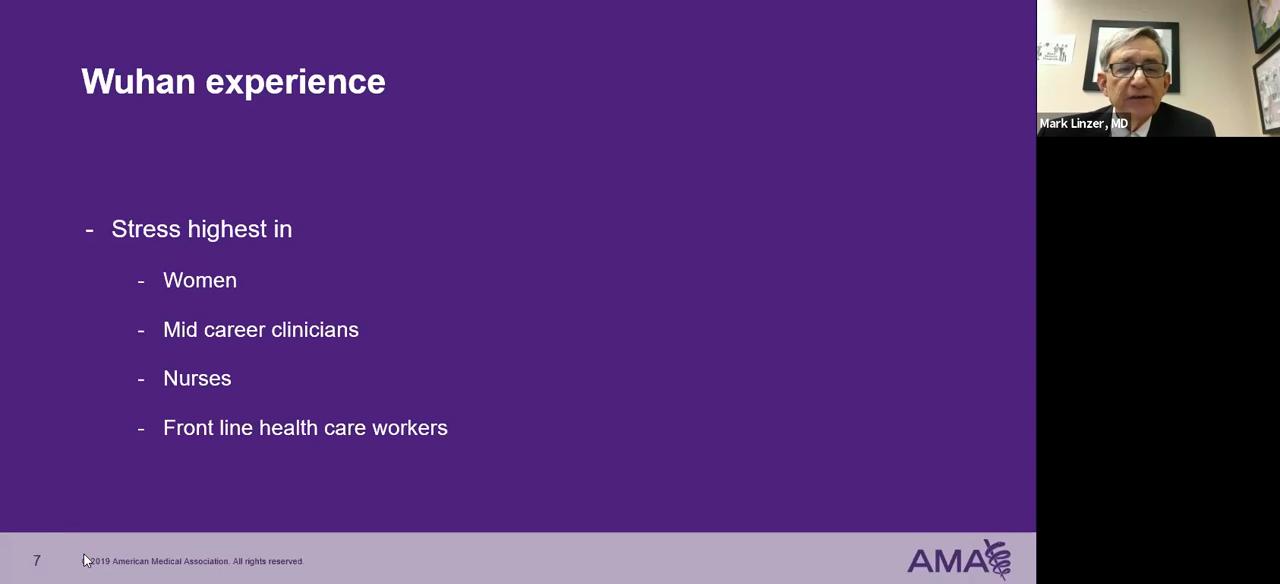 Wuhan experience
Mark Linzer, MD
- Stress highest in
- Women
- Mid career clinicians
- Nurses
- Front line health care workers
7
2019 American Medical Association. All rights reserved.
AMA